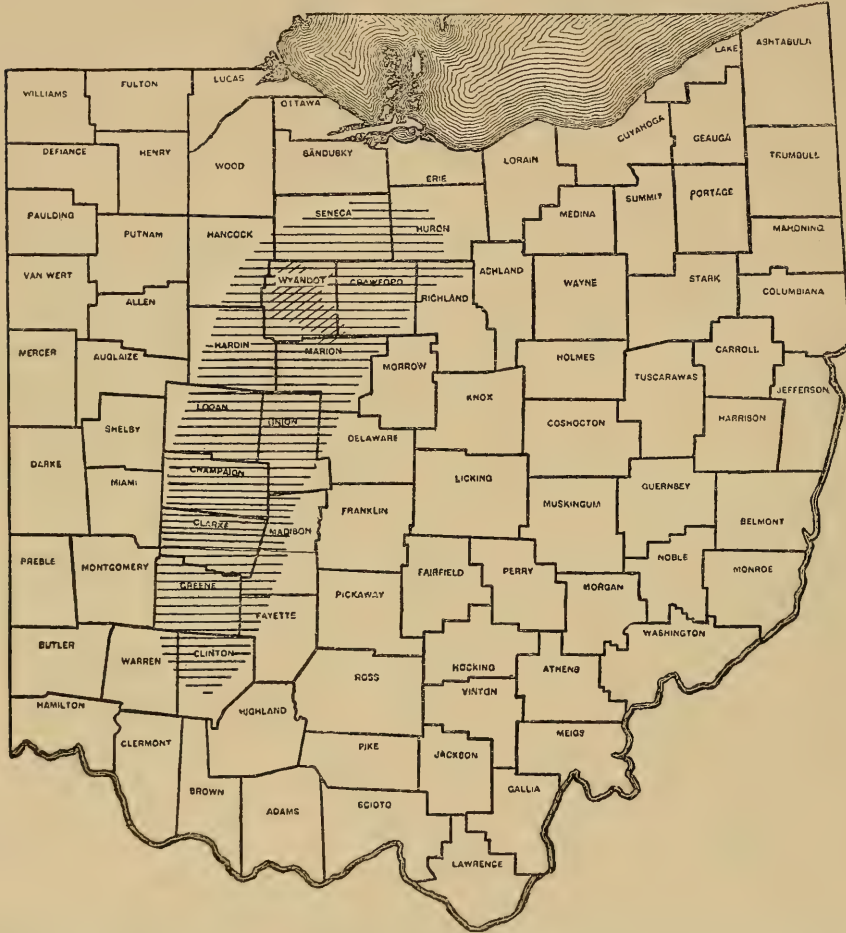 ASHTABULA
LAKE
LUCAS
FULTON
WILLIAMS
OTTAWA
CUYAHOGA
GEAUGA
DEFIANCE
HENRY
WOOD
SANDUSKY
ERIE
LORAIN
TRUMBULL
PAULDING
SENECA
HURON
MEDINA
SUMMIT
PORTAGE
PUTNAM
HANCOCK
MAHONING
VAN WERT
WYANDOT
CRAWFORD
RICHLAND
ASHLAND
WAYNE
STARK
COLUMBIANA
ALLEN
HARDIN
MARION
MERCER
AUGLAIZE
MORROW
HOLMES
TUSCARAWAS
CARROLL
JEFFERSON
KNOX
LOGAN
UNION
COSHOCTON
HARRISON
SHELBY
DELAWARE
DARKE
CHAMPAION
MIAMI
LICKING
GUERNSEY
MUSKINGUM
FRANKLIN
CLARKE
MADISON
BELMONT
PREBLE
MONTGOMERY
GREENE
FAIRFIELD
PERRY
NOBLE
MONROE
MORGAN
PICKAWAY
FAYETTE
WASHINGTON
BUTLER
WARREN
CLINTON
ROSS
HOCKING
ATHENS
VINTON
HAMILTON
HIGHLAND
CLERMONT
PIKE
JACKSON
MEIGS
GALLIA
BROWN
ADAMS
SCIOTO
LAWRENCE